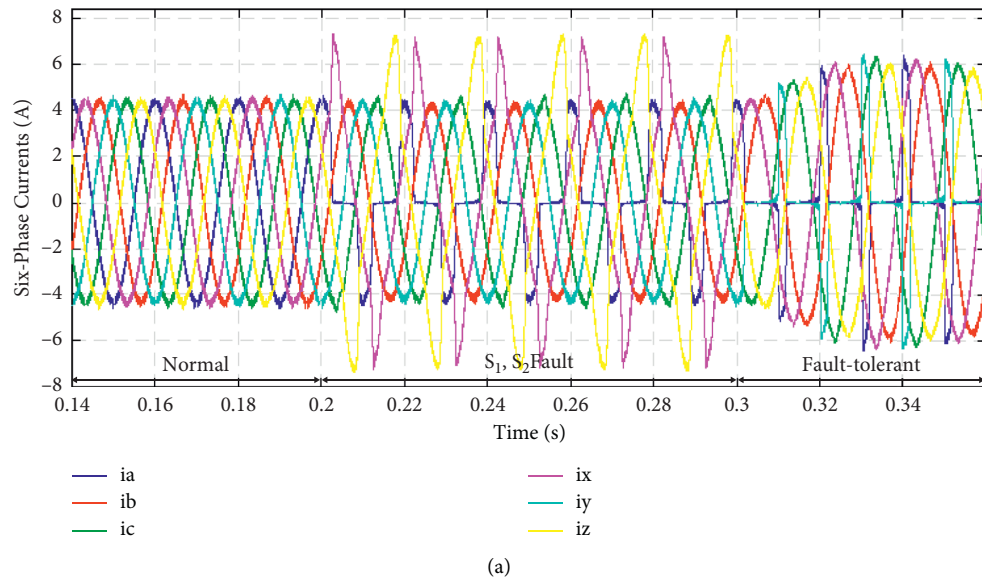 8
6
4
2
0
−2
−4
−6
−8
Six-Phase Currents (A)
Normal
S₁, S₂Fault
Fault-tolerant
0.14 0.16 0.18 0.2 0.22 0.24 0.26 0.28 0.3 0.32 0.34
Time (s)
ia
ib
ic
ix
iy
iz
(a)